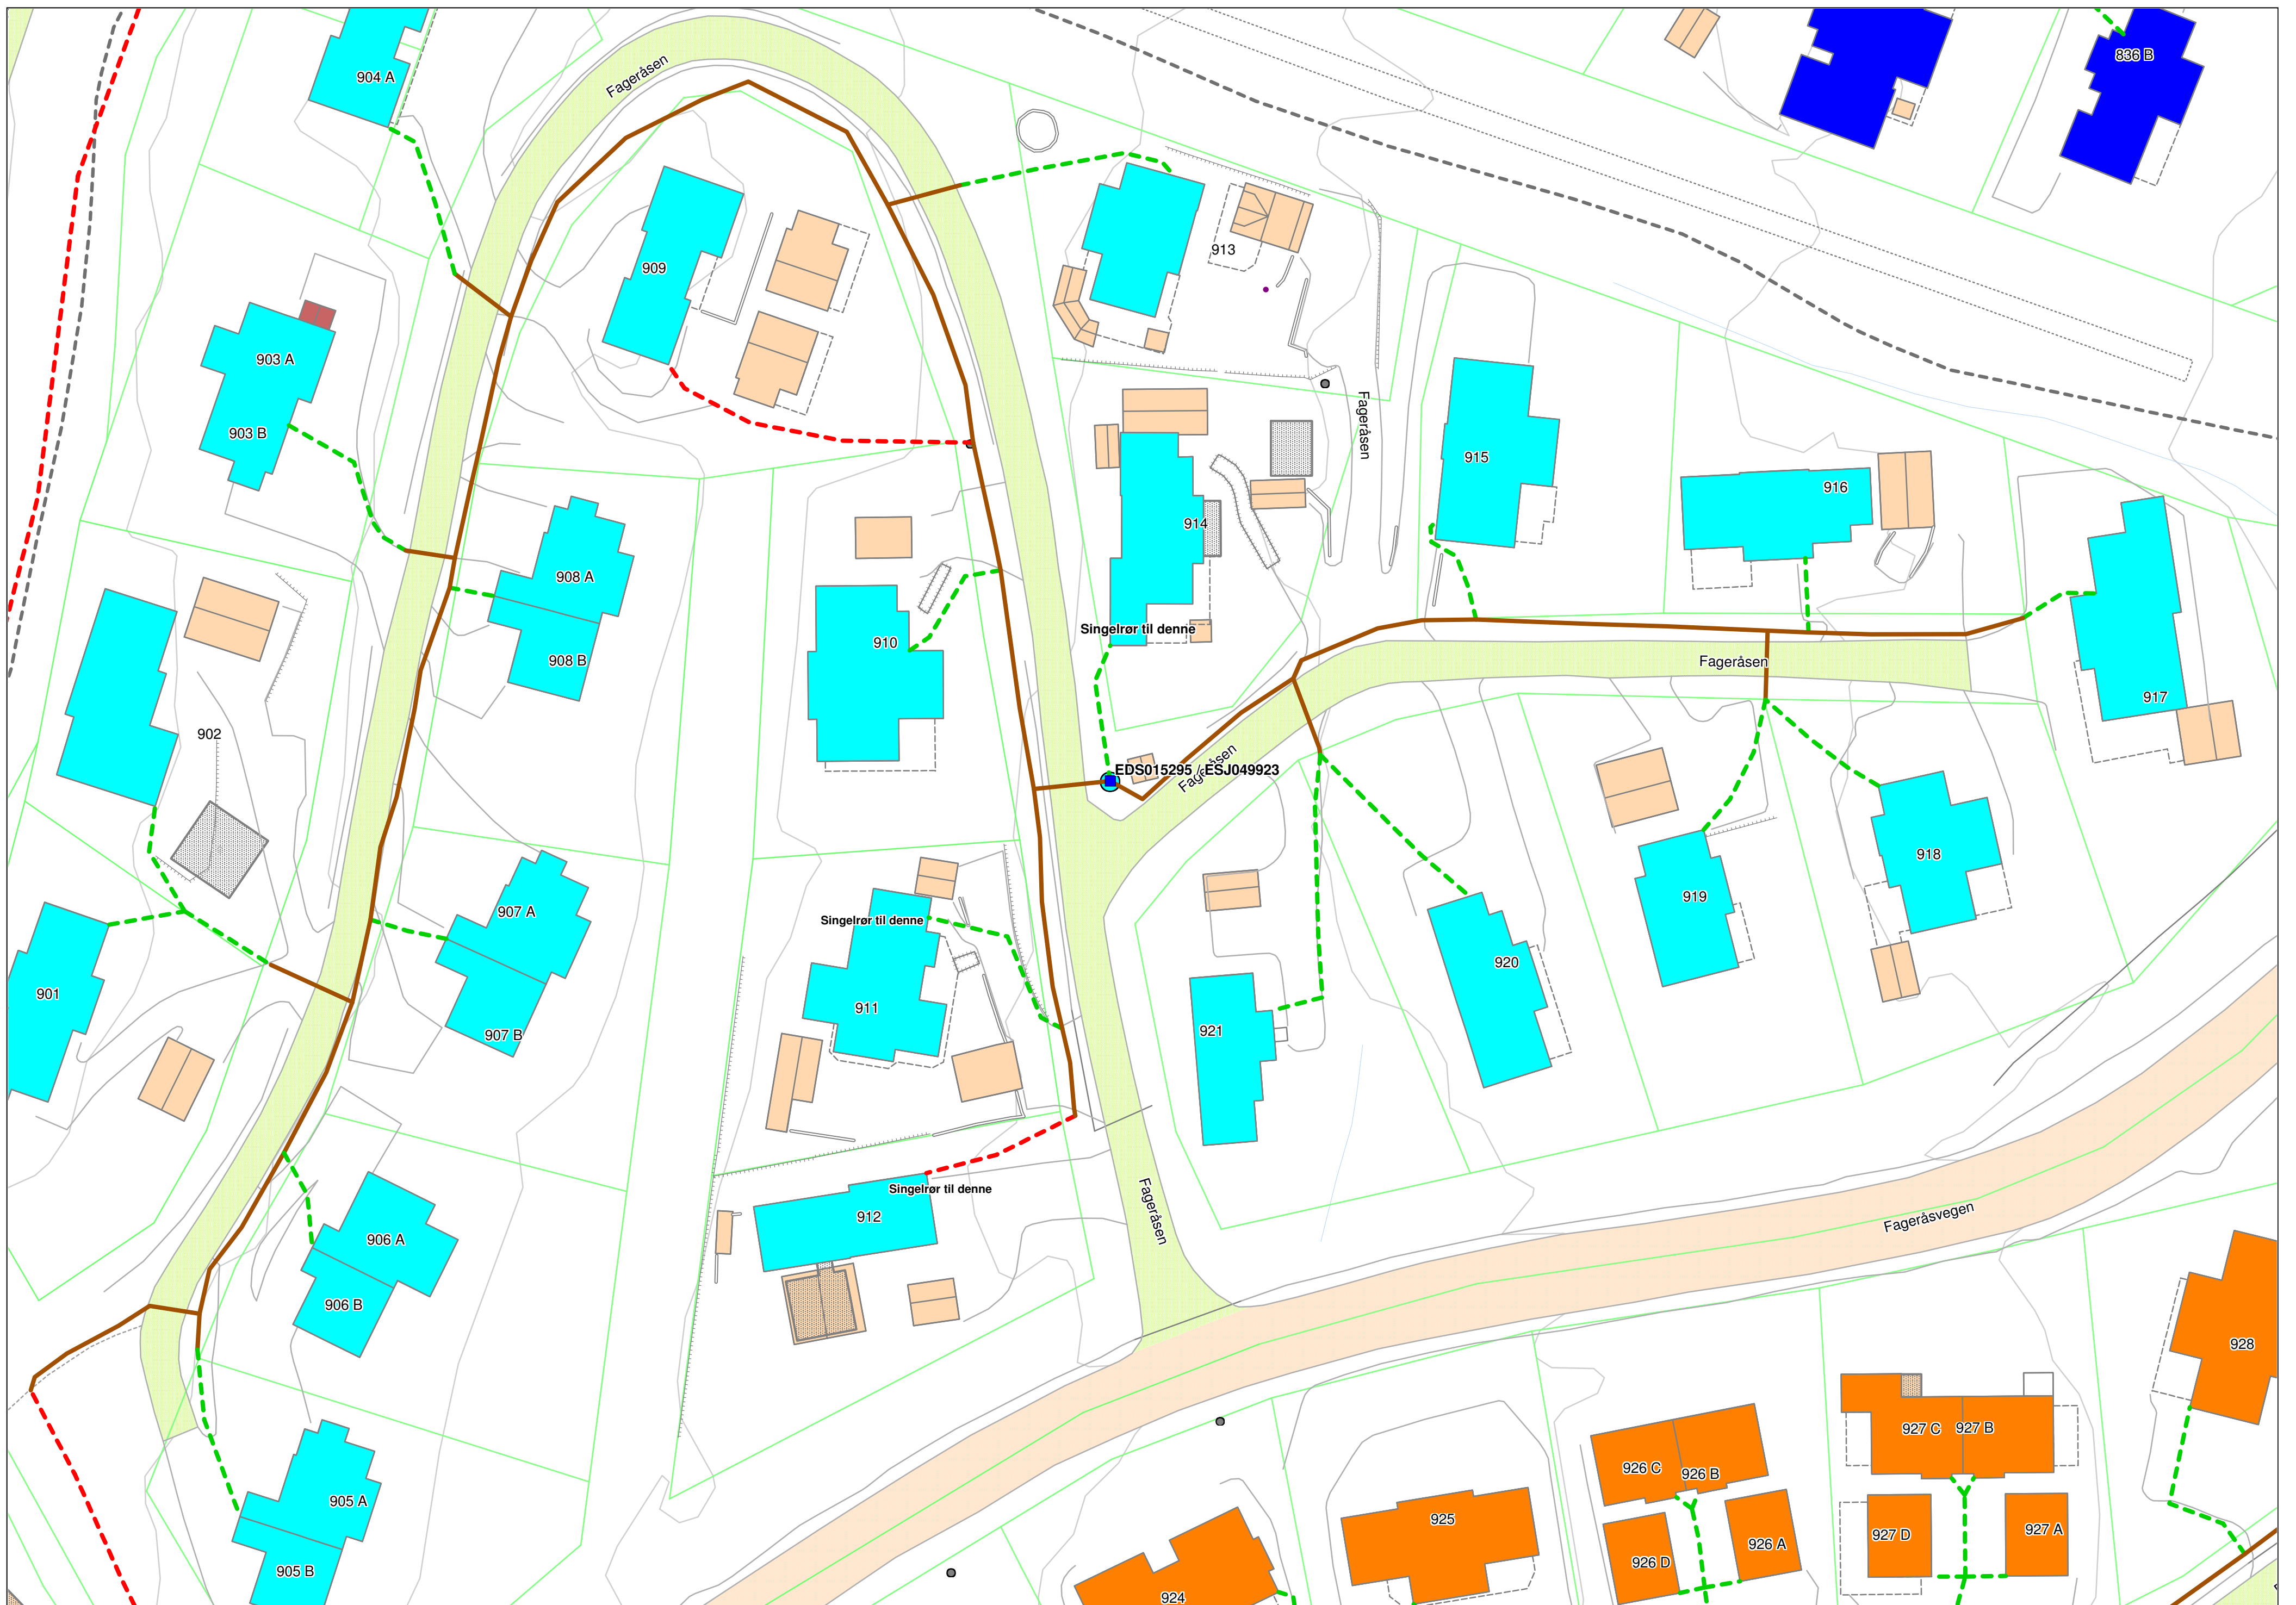 836 B
904 A
Fageråsen
913
909
903 A
903 B
Fageråsen
915
916
914
908 A
908 B
910
Singelrør til denne
Fageråsen
917
902
EDS015295 / ESJ049923
Fageråsen
918
919
907 A
Singelrør til denne
920
901
911
907 B
921
Singelrør til denne
912
Fageråsen
Fageråsvegen
906 A
906 B
928
927 C
927 B
926 C
926 B
905 A
925
927 D
927 A
926 D
926 A
905 B
924